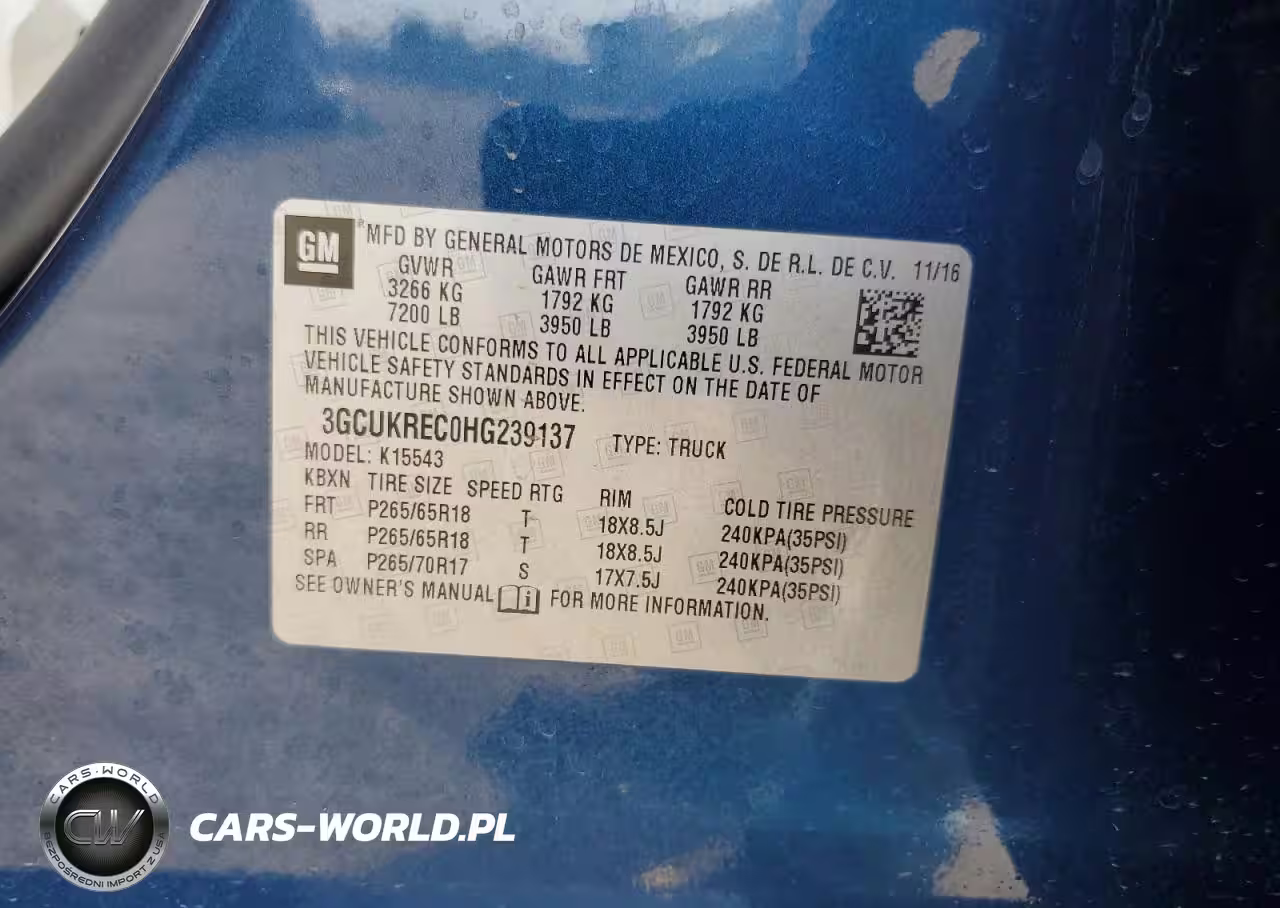 GM
MFD BY GENERAL MOTORS DE MEXICO, S. DE R.L. DE C.V. 11/16
GVWR GAWR FRT GAWR RR
3266 KG 1792 KG 1792 KG
7200 LB 3950 LB 3950 LB
THIS VEHICLE CONFORMS TO ALL APPLICABLE U.S. FEDERAL MOTOR
VEHICLE SAFETY STANDARDS IN EFFECT ON THE DATE OF
MANUFACTURE SHOWN ABOVE.
3GCUKREC0HG239137 TYPE: TRUCK
MODEL: K15543
KBXN TIRE SIZE SPEED RTG RIM COLD TIRE PRESSURE
FRT P265/65R18 T 18X8.5J 240KPA(35PSI)
RR P265/65R18 T 18X8.5J 240KPA(35PSI)
SPA P265/70R17 S 17X7.5J 240KPA(35PSI)
SEE OWNER'S MANUAL i FOR MORE INFORMATION.
CARS-WORLD
CW
BEZPOŚREDNI IMPORT Z USA
CARS-WORLD.PL